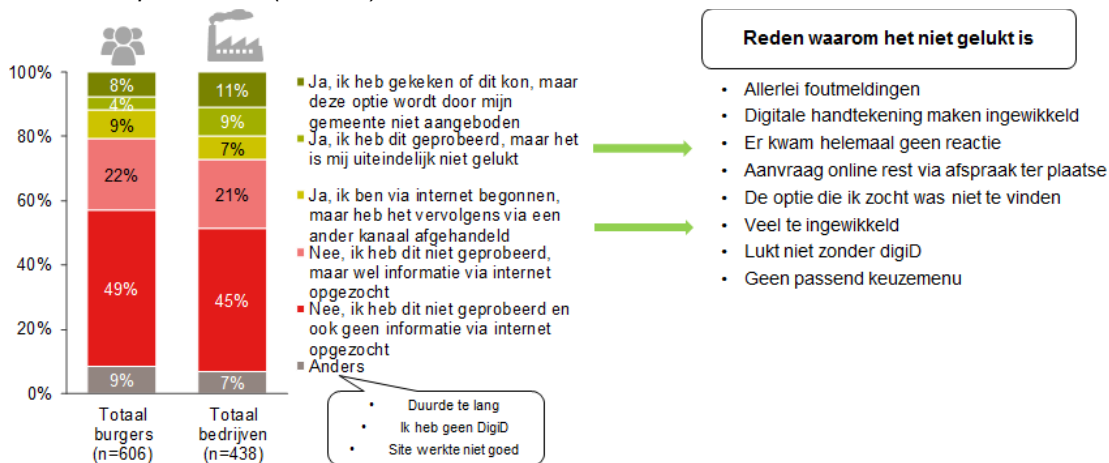 100%
80%
60%
40%
20%
0%
8%
4%
9%
22%
49%
9%
11%
9%
7%
21%
45%
7%
Totaal
burgers
(n=606)
Totaal
bedrijven
(n=438)
Ja, ik heb gekeken of dit kon, maar
deze optie wordt door mijn
gemeente niet aangeboden
Ja, ik heb dit geprobeerd, maar het
is mij uiteindelijk niet gelukt
Ja, ik ben via internet begonnen,
maar heb het vervolgens via een
ander kanaal afgehandeld
Nee, ik heb dit niet geprobeerd,
maar wel informatie via internet
opgezocht
Nee, ik heb dit niet geprobeerd en
ook geen informatie via internet
opgezocht
Anders
• Duurde te lang
• Ik heb geen DigiD
• Site werkte niet goed
Reden waarom het niet gelukt is
• Allerlei foutmeldingen
• Digitale handtekening maken ingewikkeld
• Er kwam helemaal geen reactie
• Aanvraag online rest via afspraak ter plaatse
• De optie die ik zocht was niet te vinden
• Veel te ingewikkeld
• Lukt niet zonder digiD
• Geen passend keuzemenu